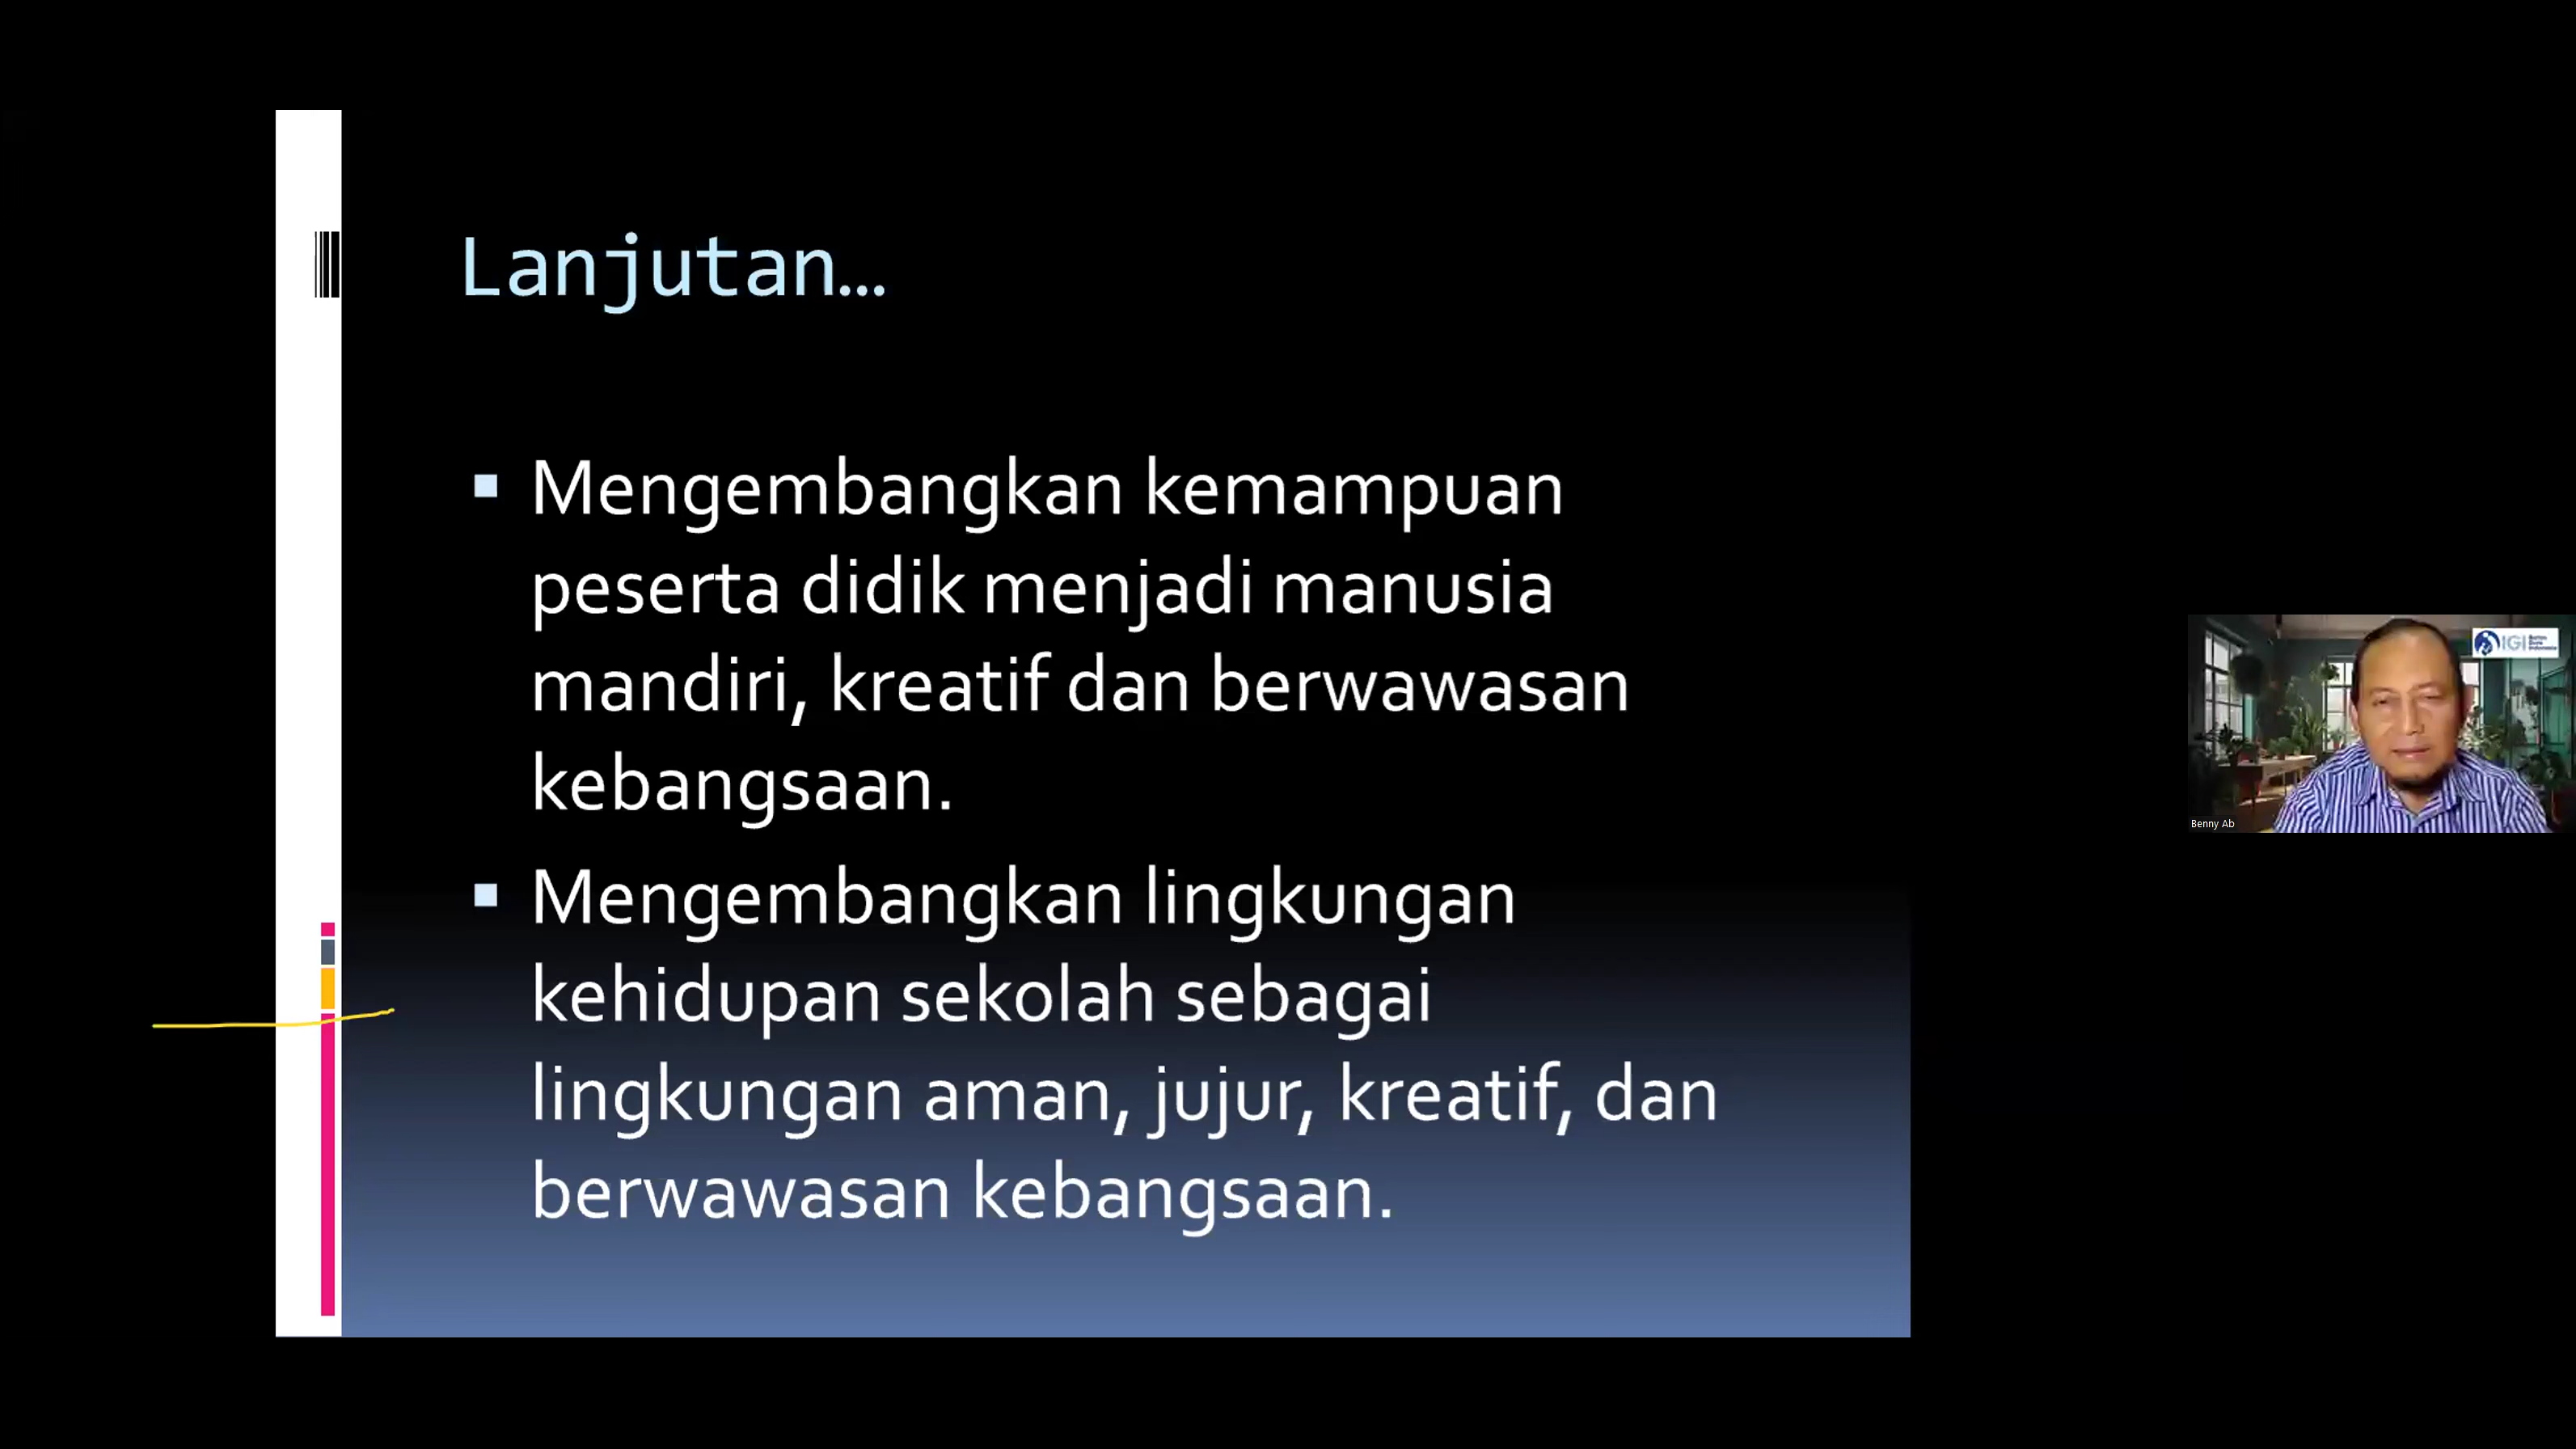 Lanjutan...
Mengembangkan kemampuan
peserta didik menjadi manusia
mandiri, kreatif dan berwawasan
kebangsaan.
Mengembangkan lingkungan
kehidupan sekolah sebagai
lingkungan aman, jujur, kreatif, dan
berwawasan kebangsaan.
IGI
Benny Ab